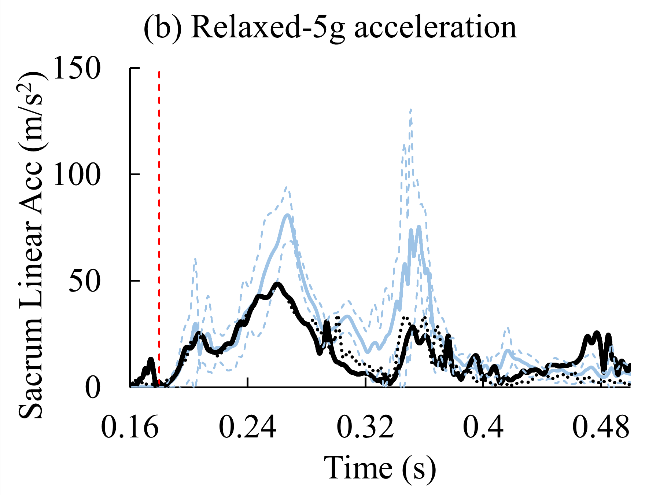 (b) Relaxed-5g acceleration
Sacrum Linear Acc (m/s²)
150
100
50
0
0.16 0.24 0.32 0.4 0.48
Time (s)